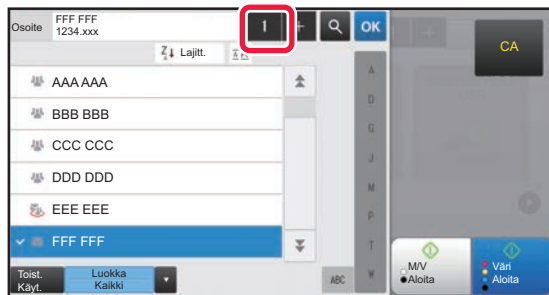 Osoite
FFF FFF
1234.xxx
1
+
OK
CA
Z A Lajitt.
AAA AAA
BBB BBB
CCC CCC
DDD DDD
EEE EEE
FFF FFF
A
D
G
J
M
P
T
W
Toist.
Käyt.
Luokka
Kaikki
ABC
M/V
Aloita
Väri
Aloita